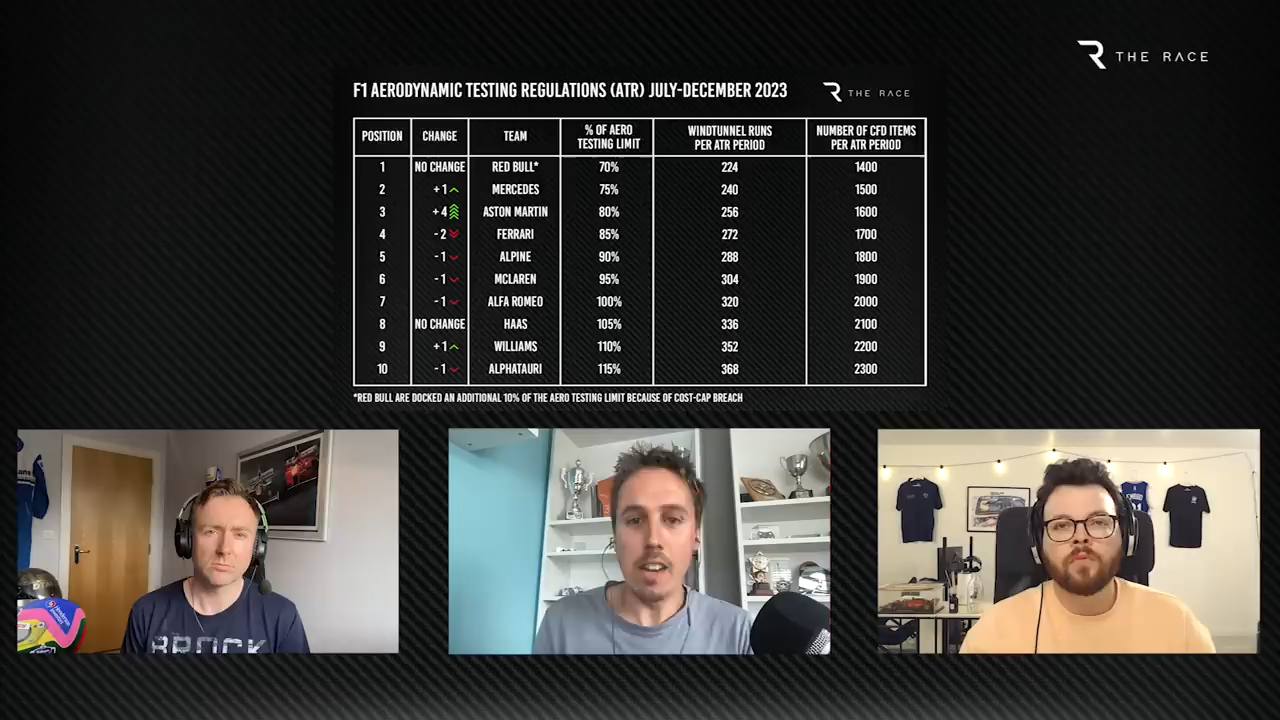 THE RACE
F1 AERODYNAMIC TESTING REGULATIONS (ATR) JULY-DECEMBER 2023
THE RACE
POSITION CHANGE TEAM % OF AERO TESTING LIMIT WINDTUNNEL RUNS PER ATR PERIOD NUMBER OF CFD ITEMS PER ATR PERIOD
1 NO CHANGE RED BULL* 70% 224 1400
2 +1 MERCEDES 75% 240 1500
3 +4 ASTON MARTIN 80% 256 1600
4 -2 FERRARI 85% 272 1700
5 -1 ALPINE 90% 288 1800
6 -1 MCLAREN 95% 304 1900
7 -1 ALFA ROMEO 100% 320 2000
8 NO CHANGE HAAS 105% 336 2100
9 +1 WILLIAMS 110% 352 2200
10 -1 ALPHATAURI 115% 368 2300
*RED BULL ARE DOCKED AN ADDITIONAL 10% OF THE AERO TESTING LIMIT BECAUSE OF COST-CAP BREACH
BROCK